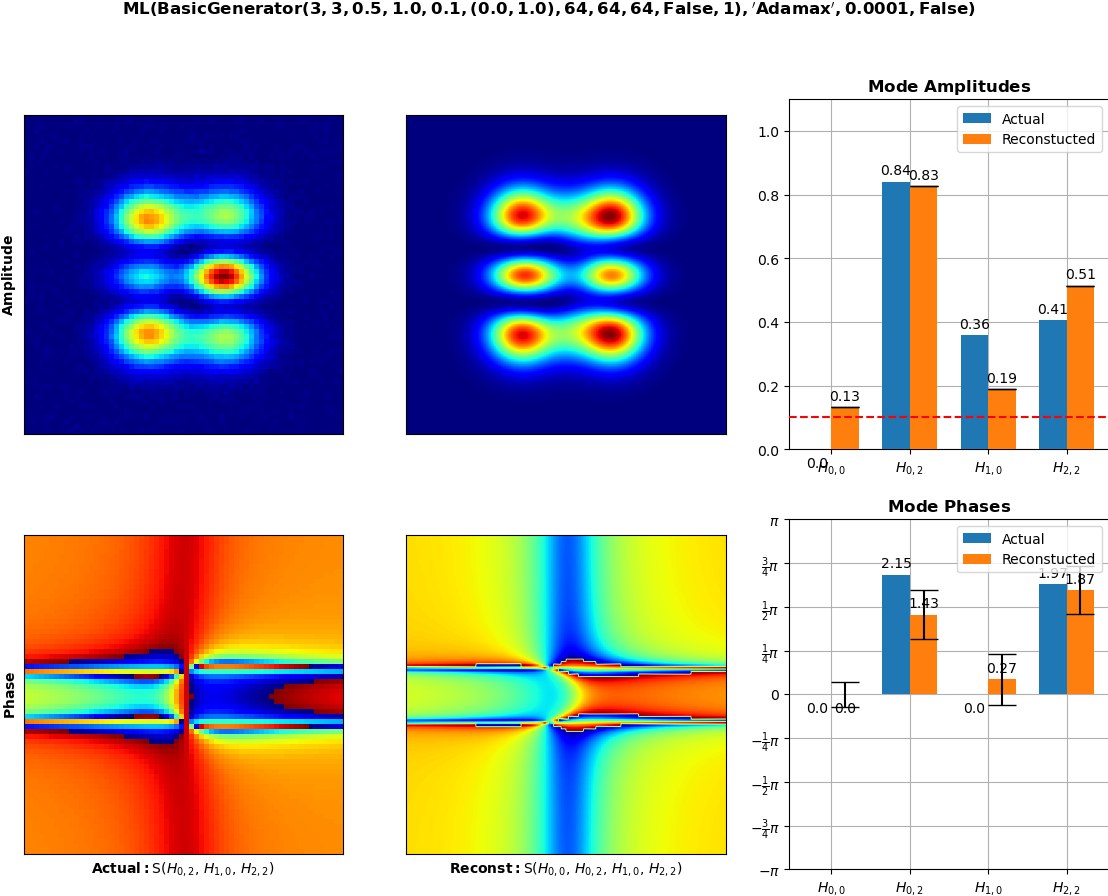 ML(BasicGenerator(3, 3, 0.5, 1.0, 0.1, (0.0, 1.0), 64, 64, 64, False, 1), ′Adamax′, 0.0001, False)
Mode Amplitudes
Actual
Reconstucted
1.0
0.8
0.6
0.4
0.2
0.0
0.0
0.13
0.84
0.83
0.36
0.19
0.41
0.51
H0,0
H0,2
H1,0
H2,2
Amplitude
Mode Phases
Actual
Reconstucted
π
3/4π
1/2π
1/4π
0
−1/4π
−1/2π
−3/4π
−π
0.0
0.0
2.15
1.43
0.0
0.27
1.97
1.87
H0,0
H0,2
H1,0
H2,2
Phase
Actual: S(H0,2, H1,0, H2,2)
Reconst: S(H0,0, H0,2, H1,0, H2,2)